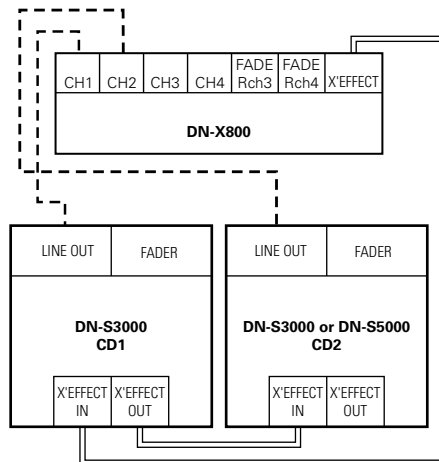 CH1 CH2 CH3 CH4 FADE Rch3 FADE Rch4 X'EFFECT
DN-X800
LINE OUT FADER
DN-S3000
CD1
X'EFFECT IN X'EFFECT OUT
LINE OUT FADER
DN-S3000 or DN-S5000
CD2
X'EFFECT IN X'EFFECT OUT